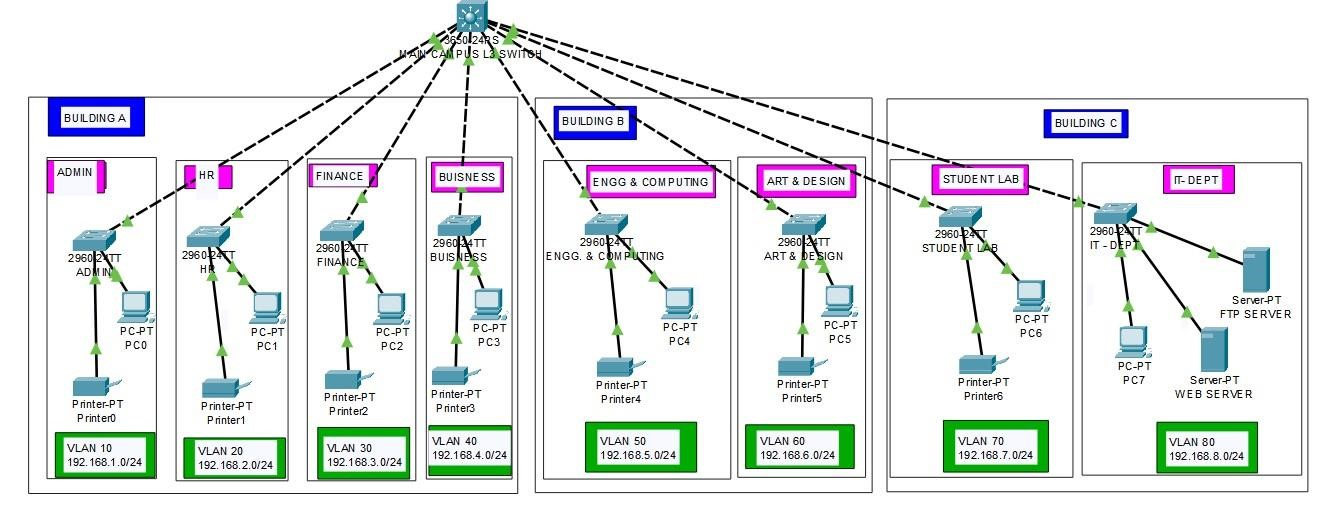 3650-24PS
MAIN CAMPUS L3 SWITCH
BUILDING A
BUILDING B
BUILDING C
ADMIN
HR
FINANCE
BUISNESS
ENGG & COMPUTING
ART & DESIGN
STUDENT LAB
IT- DEPT
2960-24TT
ADMIN
2960-24TT
HR
2960-24TT
FINANCE
2960-24TT
BUISNESS
2960-24TT
ENGG. & COMPUTING
2960-24TT
ART & DESIGN
2960-24TT
STUDENT LAB
2960-24TT
IT - DEPT
PC-PT
PC0
PC-PT
PC1
PC-PT
PC2
PC-PT
PC3
PC-PT
PC4
PC-PT
PC5
PC-PT
PC6
Server-PT
FTP SERVER
PC-PT
PC7
Server-PT
WEB SERVER
Printer-PT
Printer0
Printer-PT
Printer1
Printer-PT
Printer2
Printer-PT
Printer3
Printer-PT
Printer4
Printer-PT
Printer5
Printer-PT
Printer6
VLAN 10
192.168.1.0/24
VLAN 20
192.168.2.0/24
VLAN 30
192.168.3.0/24
VLAN 40
192.168.4.0/24
VLAN 50
192.168.5.0/24
VLAN 60
192.168.6.0/24
VLAN 70
192.168.7.0/24
VLAN 80
192.168.8.0/24